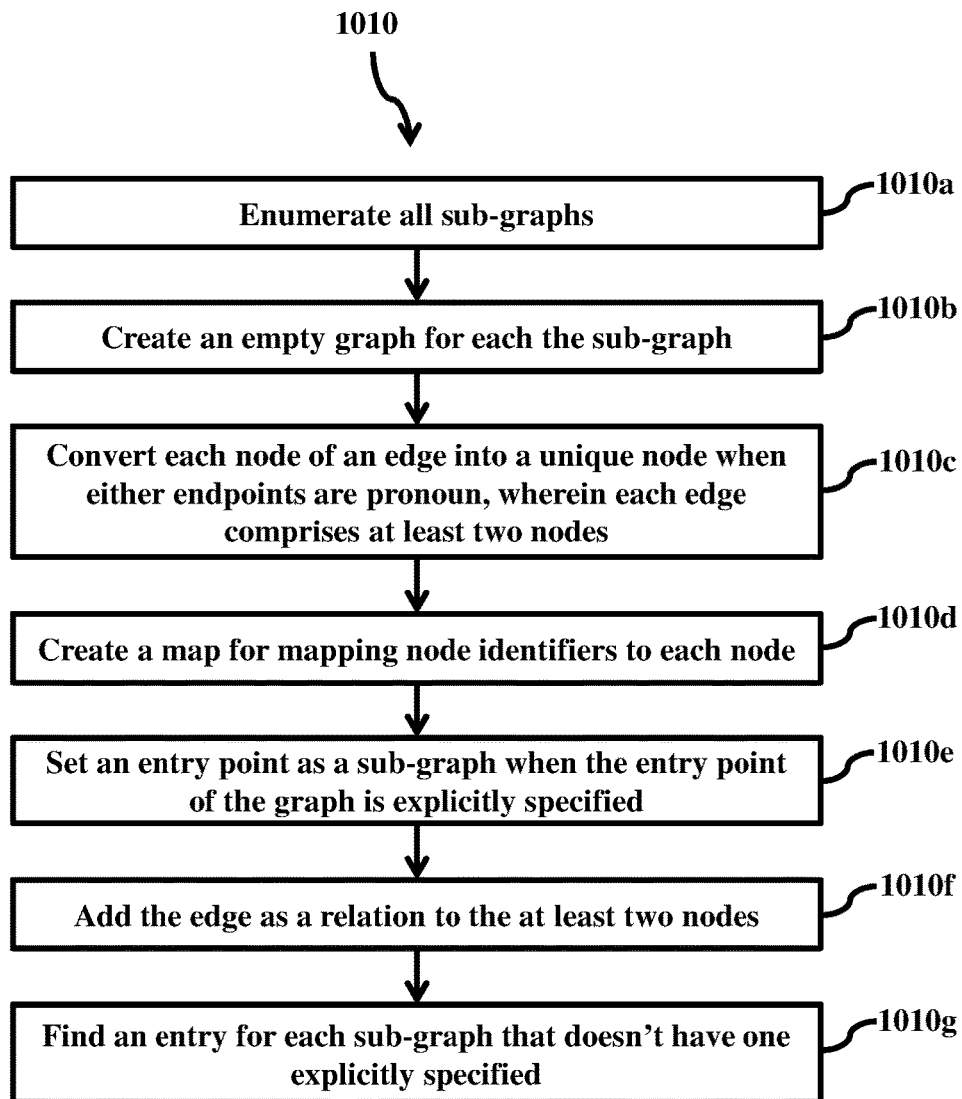 1010
1010a
Enumerate all sub-graphs
1010b
Create an empty graph for each the sub-graph
1010c
Convert each node of an edge into a unique node when
either endpoints are pronoun, wherein each edge
comprises at least two nodes
1010d
Create a map for mapping node identifiers to each node
1010e
Set an entry point as a sub-graph when the entry point
of the graph is explicitly specified
1010f
Add the edge as a relation to the at least two nodes
1010g
Find an entry for each sub-graph that doesn't have one
explicitly specified